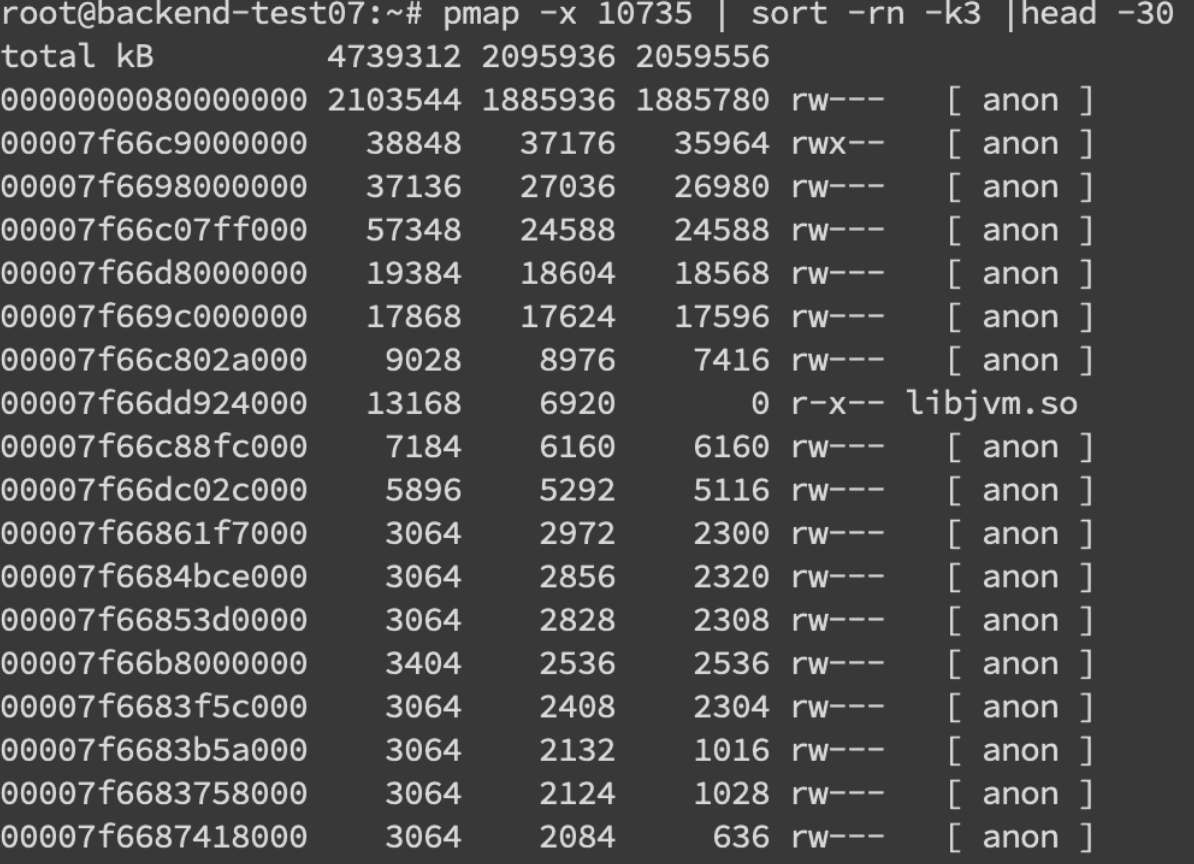 root@backend-test07:~# pmap -x 10735 | sort -rn -k3 |head -30
total kB         4739312 2095936 2059556
0000000080000000 2103544 1885936 1885780 rw---   [ anon ]
00007f66c9000000   38848   37176   35964 rwx--   [ anon ]
00007f6698000000   37136   27036   26980 rw---   [ anon ]
00007f66c07ff000   57348   24588   24588 rw---   [ anon ]
00007f66d8000000   19384   18604   18568 rw---   [ anon ]
00007f669c000000   17868   17624   17596 rw---   [ anon ]
00007f66c802a000    9028    8976    7416 rw---   [ anon ]
00007f66dd924000   13168    6920       0 r-x-- libjvm.so
00007f66c88fc000    7184    6160    6160 rw---   [ anon ]
00007f66dc02c000    5896    5292    5116 rw---   [ anon ]
00007f66861f7000    3064    2972    2300 rw---   [ anon ]
00007f6684bce000    3064    2856    2320 rw---   [ anon ]
00007f66853d0000    3064    2828    2308 rw---   [ anon ]
00007f66b8000000    3404    2536    2536 rw---   [ anon ]
00007f6683f5c000    3064    2408    2304 rw---   [ anon ]
00007f6683b5a000    3064    2132    1016 rw---   [ anon ]
00007f6683758000    3064    2124    1028 rw---   [ anon ]
00007f6687418000    3064    2084     636 rw---   [ anon ]